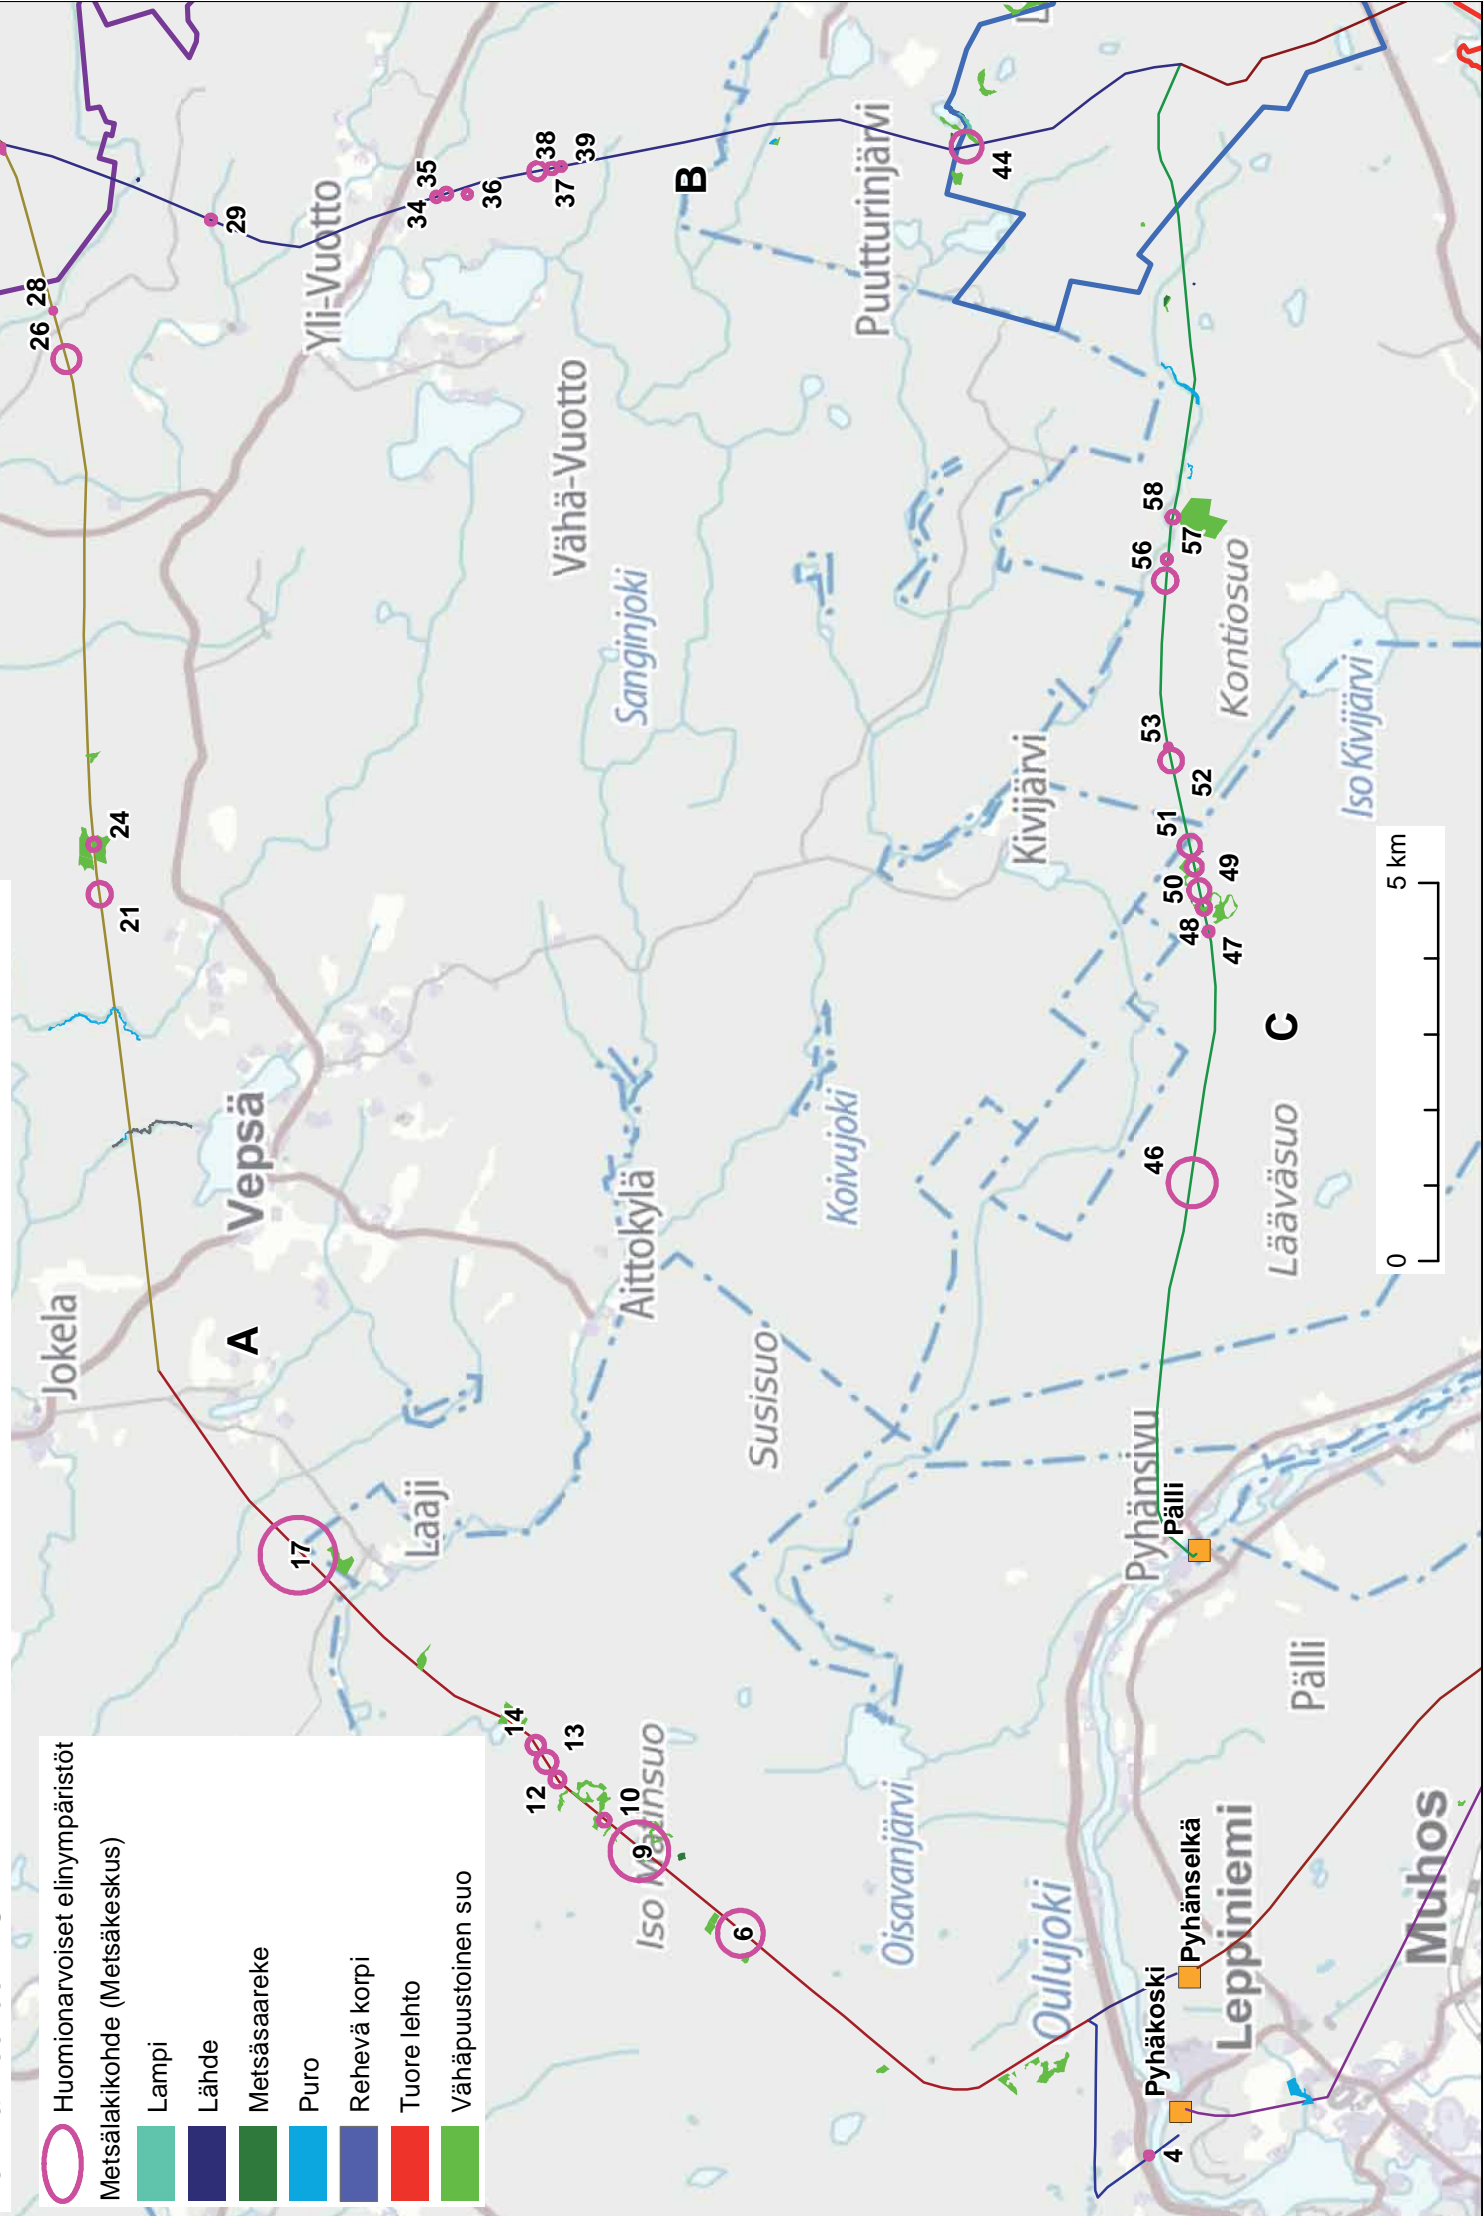 Huomionarvoiset elinympäristöt
Metsälakikohde (Metsäkeskus)
Lampi
Lähde
Metsäsaareke
Puro
Rehevä korpi
Tuore lehto
Vähäpuustoinen suo
Jokela
Vepsä
A
Laaji
Aittokylä
Susisuo
Iso Matinsuo
Oisavanjärvi
Oulujoki
Leppiniemi
Muhos
Pyhäkoski
Pyhänselkä
Pyhänsivu
Pälli
Pälli
Koivujoki
Kivijärvi
Sanginjoki
Vähä-Vuotto
Yli-Vuotto
B
Puutturinjärvi
Kontiosuo
Iso Kivijärvi
Lääväsuo
C
0
5 km
4
6
9
10
12
13
14
17
21
24
26
28
29
34
35
36
37
38
39
44
46
47
48
49
50
51
52
53
56
57
58